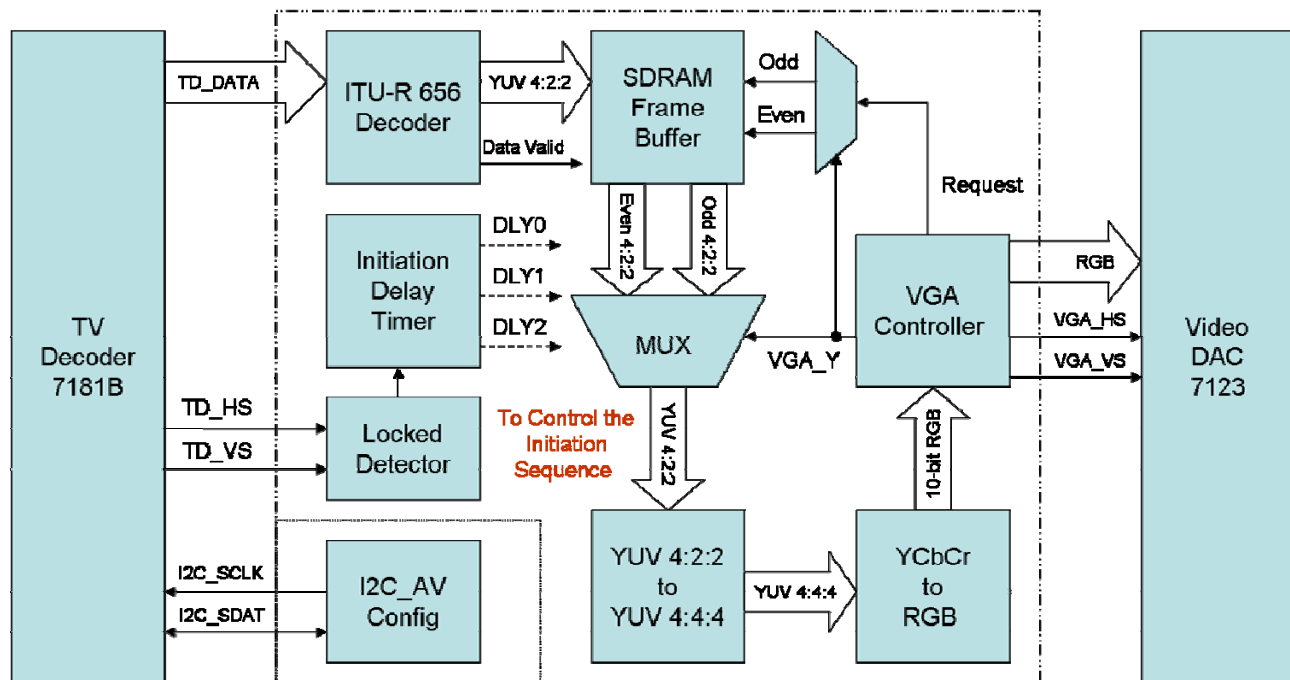 TV
Decoder
7181B
TD_DATA
TD_HS
TD_VS
I2C_SCLK
I2C_SDAT
ITU-R 656
Decoder
YUV 4:2:2
Data Valid
Initiation
Delay
Timer
DLY0
DLY1
DLY2
Locked
Detector
I2C_AV
Config
SDRAM
Frame
Buffer
Odd
Even
Request
Even 4:2:2
Odd 4:2:2
MUX
VGA_Y
To Control the
Initiation
Sequence
YUV 4:2:2
YUV 4:2:2
to
YUV 4:4:4
YUV 4:4:4
YCbCr
to
RGB
10-bit RGB
VGA
Controller
RGB
VGA_HS
VGA_VS
Video
DAC
7123